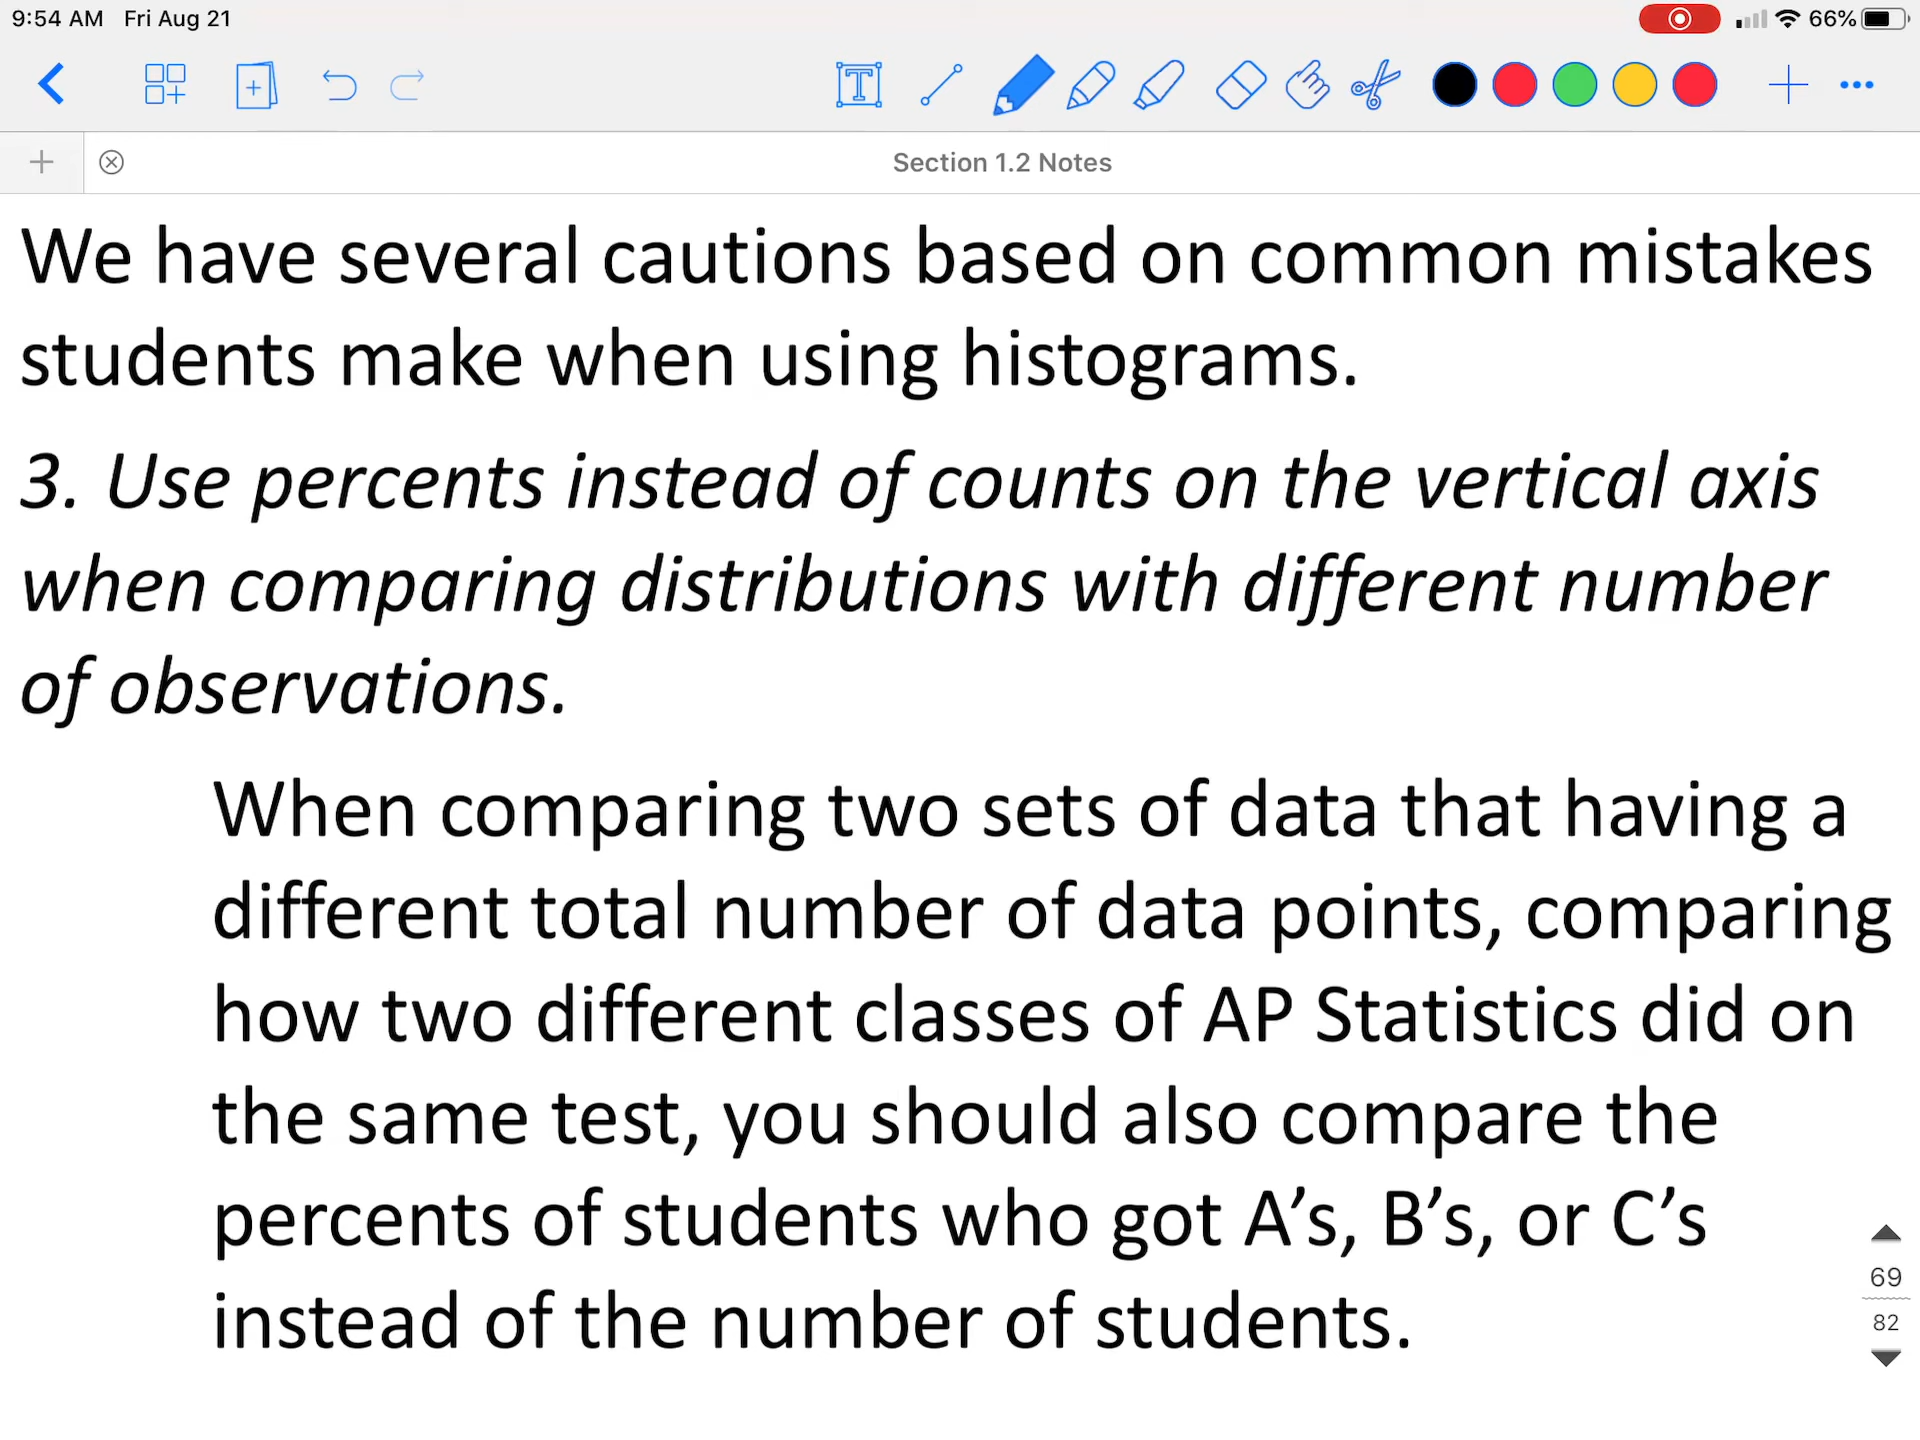 9:54 AM Fri Aug 21 66%
T
Section 1.2 Notes
We have several cautions based on common mistakes
students make when using histograms.
3. Use percents instead of counts on the vertical axis
when comparing distributions with different number
of observations.
When comparing two sets of data that having a
different total number of data points, comparing
how two different classes of AP Statistics did on
the same test, you should also compare the
percents of students who got A’s, B’s, or C’s
instead of the number of students.
69
82